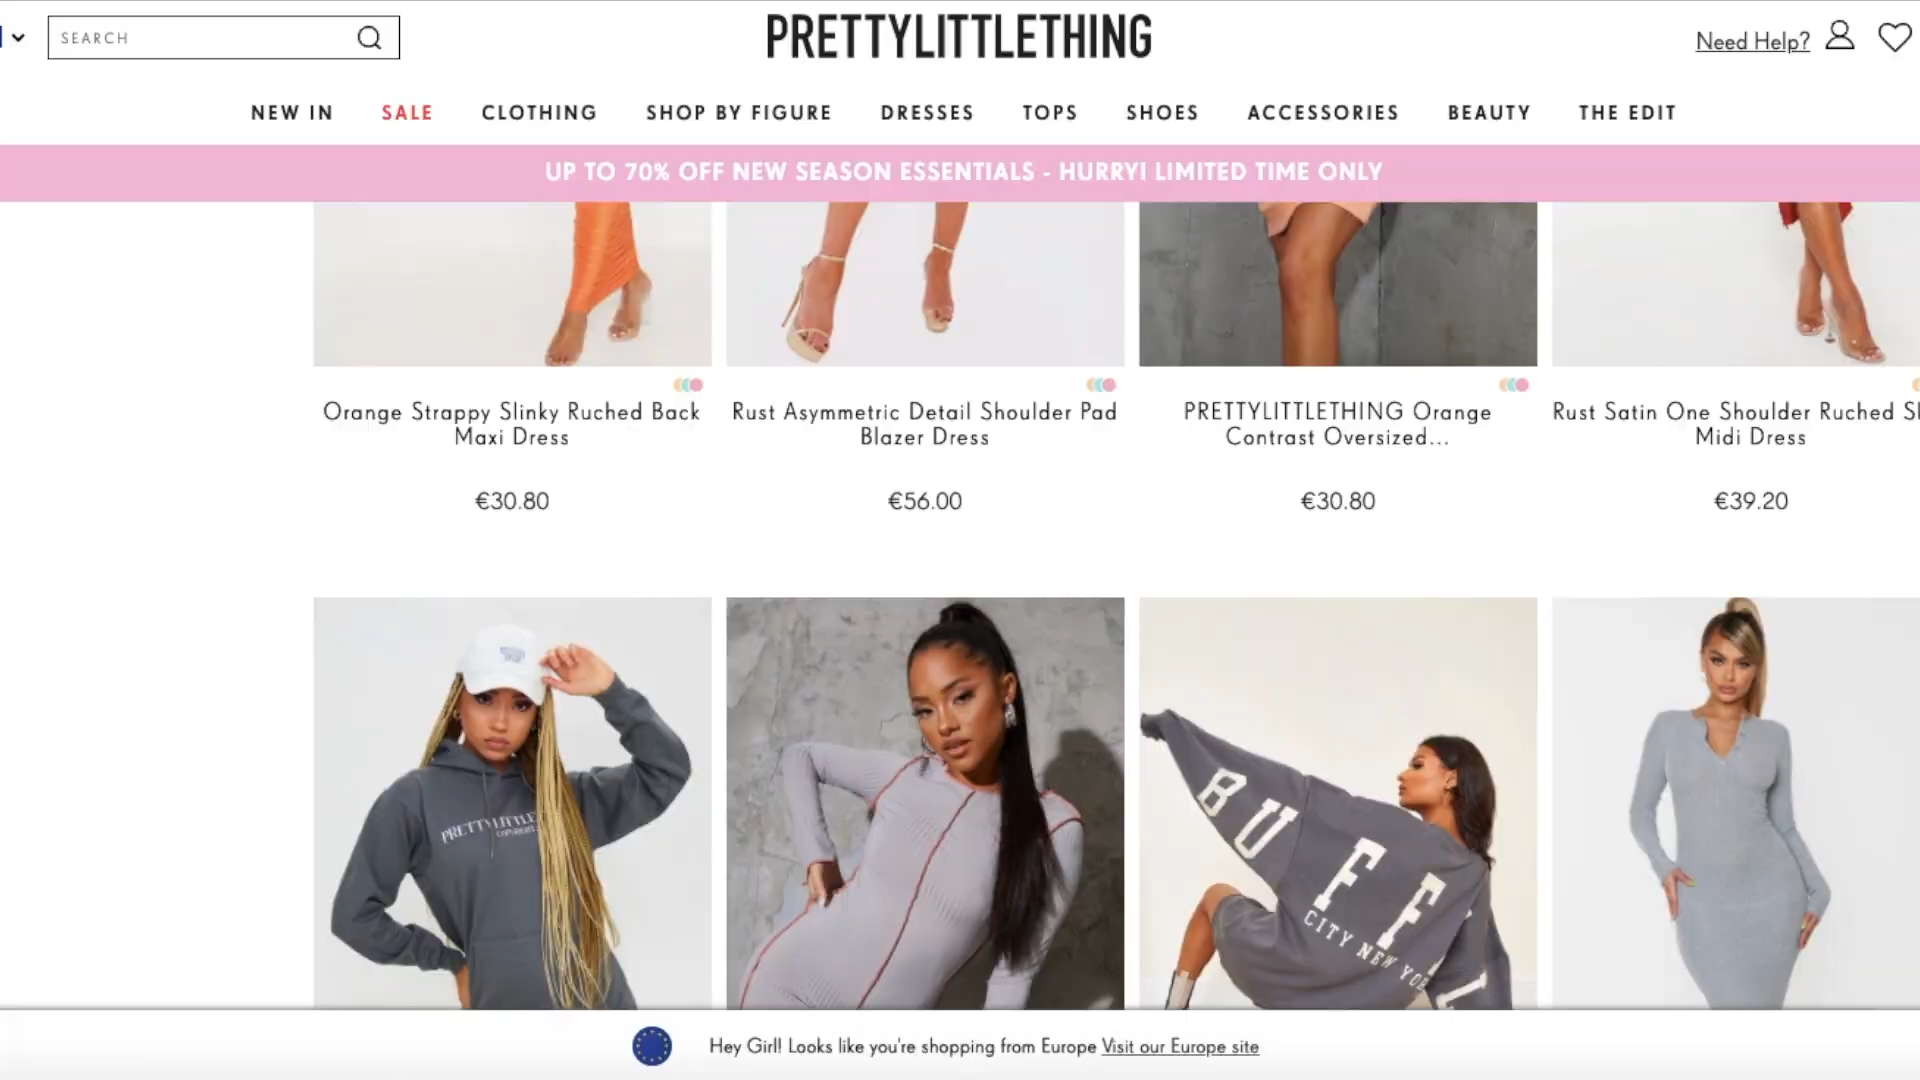 SEARCH
PRETTYLITTLETHING
Need Help?
NEW IN SALE CLOTHING SHOP BY FIGURE DRESSES TOPS SHOES ACCESSORIES BEAUTY THE EDIT
UP TO 70% OFF NEW SEASON ESSENTIALS - HURRY! LIMITED TIME ONLY
Orange Strappy Slinky Ruched Back
Maxi Dress
€30.80
Rust Asymmetric Detail Shoulder Pad
Blazer Dress
€56.00
PRETTYLITTLETHING Orange
Contrast Oversized...
€30.80
Rust Satin One Shoulder Ruched
Midi Dress
€39.20
PRETTYLITTLE
COPYRIGHT
BUFF
CITY NEW YOR
Hey Girl! Looks like you're shopping from Europe Visit our Europe site